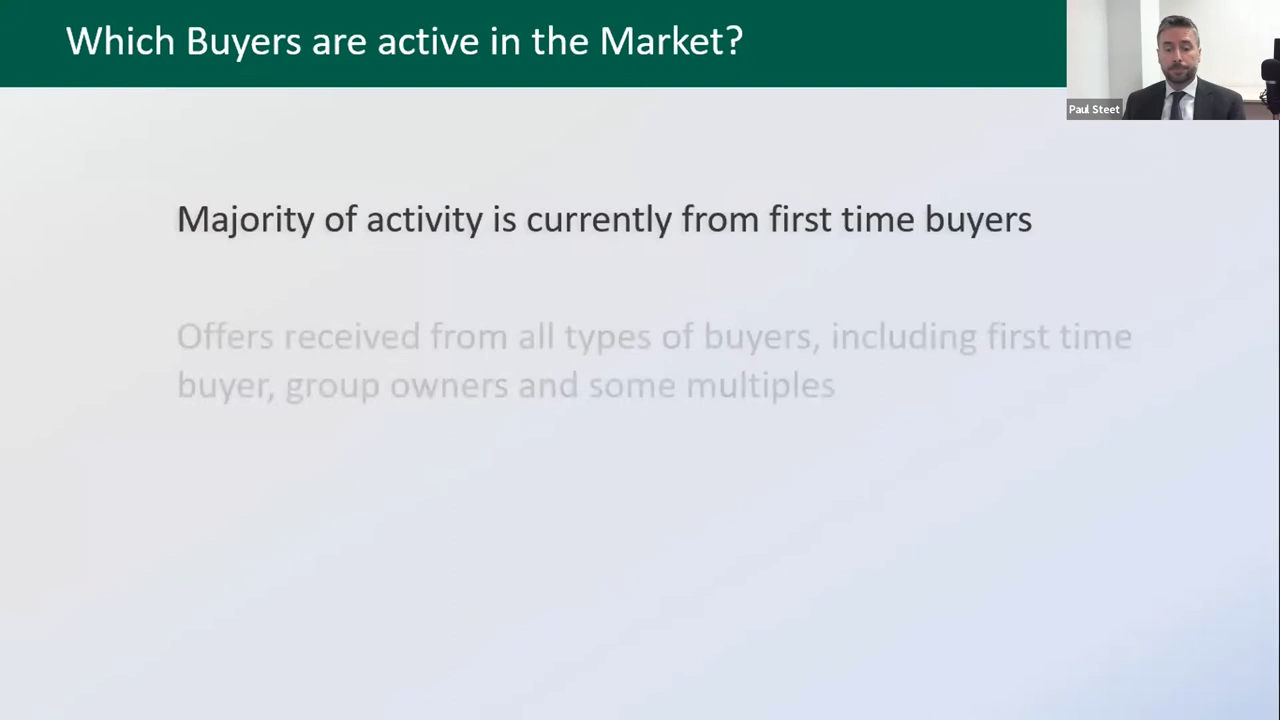 Which Buyers are active in the Market?
Paul Steet
Majority of activity is currently from first time buyers
Offers received from all types of buyers, including first time
buyer, group owners and some multiples